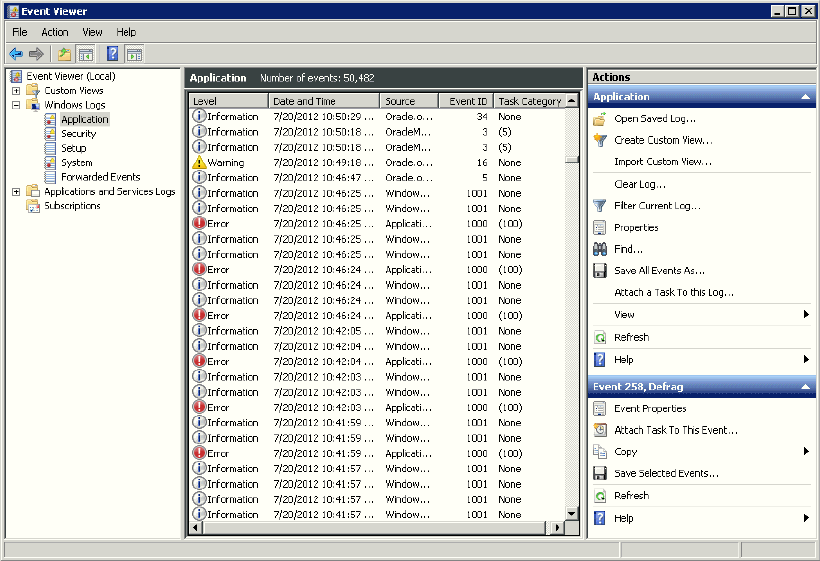 Event Viewer
File Action View Help
Event Viewer (Local)
Custom Views
Windows Logs
Application
Security
Setup
System
Forwarded Events
Applications and Services Logs
Subscriptions
Application Number of events: 50,482
Level Date and Time Source Event ID Task Category
Information 7/20/2012 10:50:29 ... Oracle.o... 34 None
Information 7/20/2012 10:50:18 ... OracleM... 3 (5)
Information 7/20/2012 10:50:18 ... OracleM... 3 (5)
Warning 7/20/2012 10:49:18 ... Oracle.o... 16 None
Information 7/20/2012 10:46:47 ... Oracle.o... 5 None
Information 7/20/2012 10:46:25 ... Window... 1001 None
Information 7/20/2012 10:46:25 ... Window... 1001 None
Error 7/20/2012 10:46:25 ... Applicati... 1000 (100)
Information 7/20/2012 10:46:25 ... Window... 1001 None
Information 7/20/2012 10:46:25 ... Window... 1001 None
Error 7/20/2012 10:46:24 ... Applicati... 1000 (100)
Information 7/20/2012 10:46:24 ... Window... 1001 None
Information 7/20/2012 10:46:24 ... Window... 1001 None
Error 7/20/2012 10:46:24 ... Applicati... 1000 (100)
Information 7/20/2012 10:42:05 ... Window... 1001 None
Information 7/20/2012 10:42:04 ... Window... 1001 None
Error 7/20/2012 10:42:04 ... Applicati... 1000 (100)
Information 7/20/2012 10:42:03 ... Window... 1001 None
Information 7/20/2012 10:42:03 ... Window... 1001 None
Error 7/20/2012 10:42:03 ... Applicati... 1000 (100)
Information 7/20/2012 10:41:59 ... Window... 1001 None
Information 7/20/2012 10:41:59 ... Window... 1001 None
Error 7/20/2012 10:41:59 ... Applicati... 1000 (100)
Information 7/20/2012 10:41:57 ... Window... 1001 None
Information 7/20/2012 10:41:57 ... Window... 1001 None
Information 7/20/2012 10:41:57 ... Window... 1001 None
Information 7/20/2012 10:41:57 ... Window... 1001 None
Actions
Application
Open Saved Log...
Create Custom View...
Import Custom View...
Clear Log...
Filter Current Log...
Properties
Find...
Save All Events As...
Attach a Task To this Log...
View
Refresh
Help
Event 258, Defrag
Event Properties
Attach Task To This Event...
Copy
Save Selected Events...
Refresh
Help